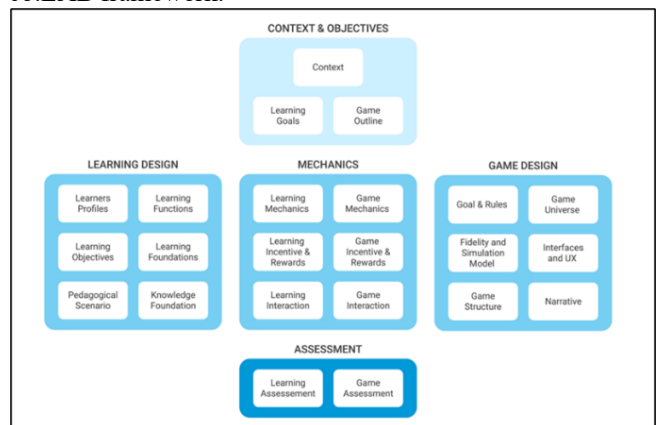 CONTEXT & OBJECTIVES
Context
Learning
Goals
Game
Outline
LEARNING DESIGN
Learners
Profiles
Learning
Functions
Learning
Objectives
Learning
Foundations
Pedagogical
Scenario
Knowledge
Foundation
MECHANICS
Learning
Mechanics
Game
Mechanics
Learning
Incentive &
Rewards
Game
Incentive &
Rewards
Learning
Interaction
Game
Interaction
GAME DESIGN
Goal & Rules
Game
Universe
Fidelity and
Simulation
Model
Interfaces
and UX
Game
Structure
Narrative
ASSESSMENT
Learning
Assessement
Game
Assessment